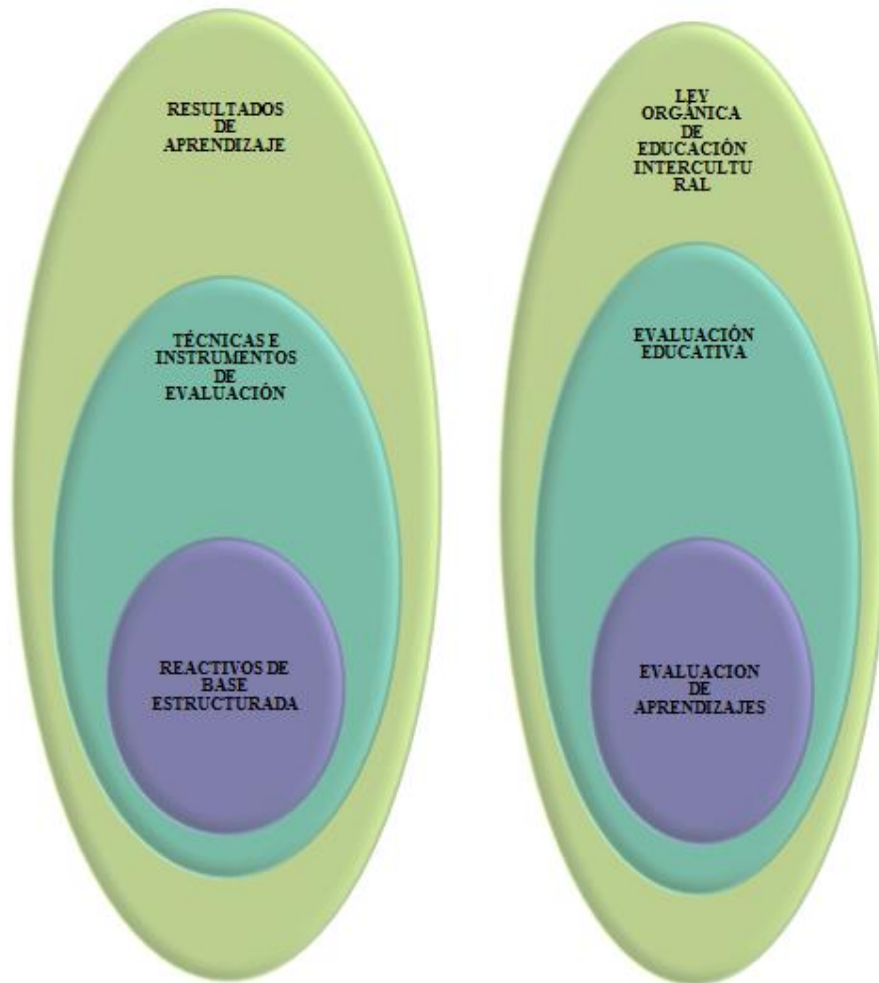 RESULTADOS
DE
APRENDIZAJE
TÉCNICAS E
INSTRUMENTOS
DE
EVALUACIÓN
REACTIVOS DE
BASE
ESTRUCTURADA
LEY
ORGÁNICA
DE
EDUCACIÓN
INTERCULTU
RAL
EVALUACIÓN
EDUCATIVA
EVALUACION
DE
APRENDIZAJES